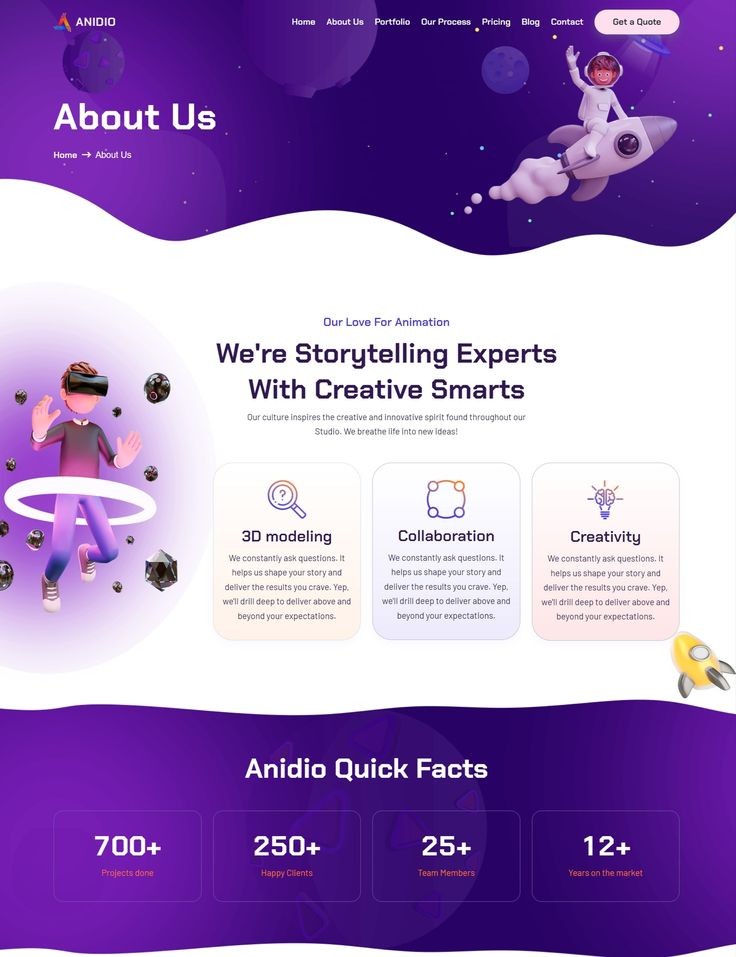 ANIDIO
Home About Us Portfolio Our Process Pricing Blog Contact Get a Quote
About Us
Home → About Us
Our Love For Animation
We're Storytelling Experts
With Creative Smarts
Our culture inspires the creative and innovative spirit found throughout our
Studio. We breathe life into new ideas!
?
3D modeling
We constantly ask questions. It
helps us shape your story and
deliver the results you crave. Yep,
we'll drill deep to deliver above and
beyond your expectations.
Collaboration
We constantly ask questions. It
helps us shape your story and
deliver the results you crave. Yep,
we'll drill deep to deliver above and
beyond your expectations.
Creativity
We constantly ask questions. It
helps us shape your story and
deliver the results you crave. Yep,
we'll drill deep to deliver above and
beyond your expectations.
Anidio Quick Facts
700+
Projects done
250+
Happy Clients
25+
Team Members
12+
Years on the market